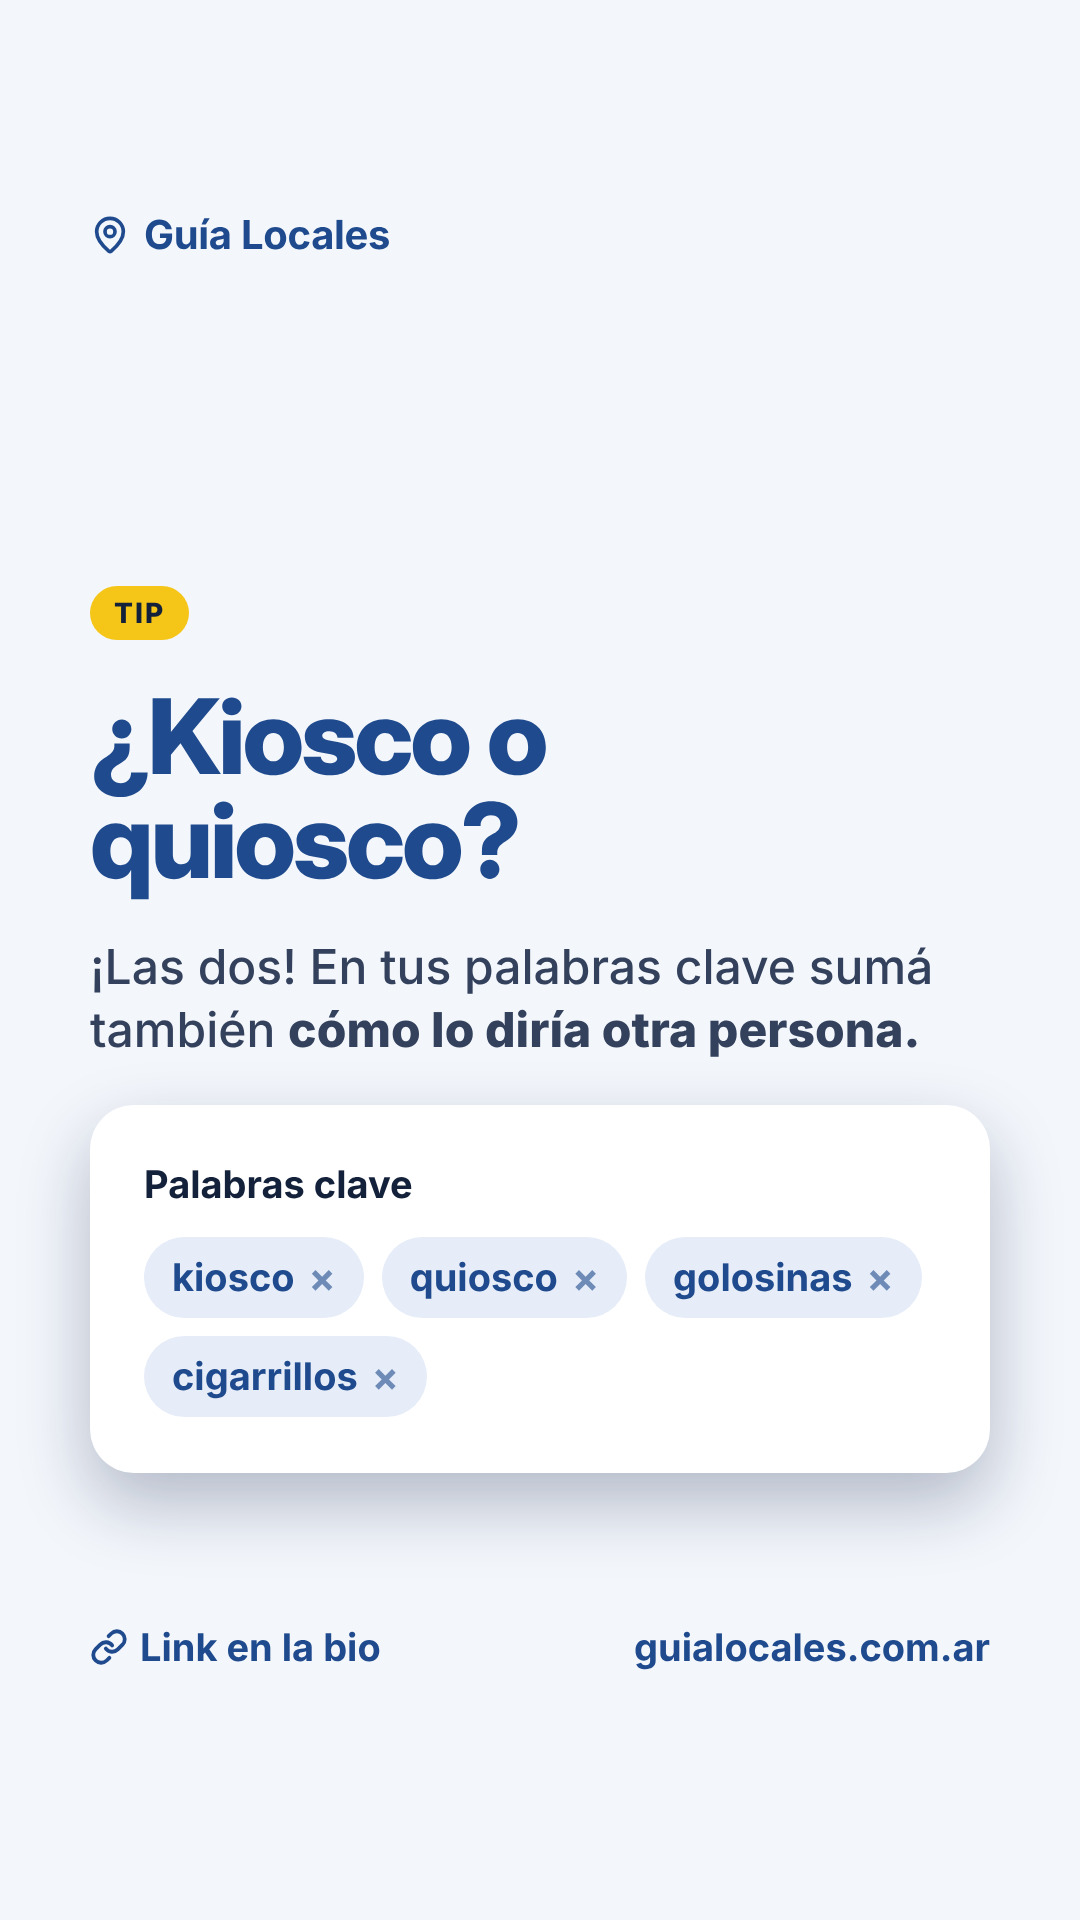 Guía Locales
TIP
¿Kiosco o
quiosco?
¡Las dos! En tus palabras clave sumá
también cómo lo diría otra persona.
Palabras clave
kiosco × quiosco × golosinas ×
cigarrillos ×
Link en la bio guialocales.com.ar